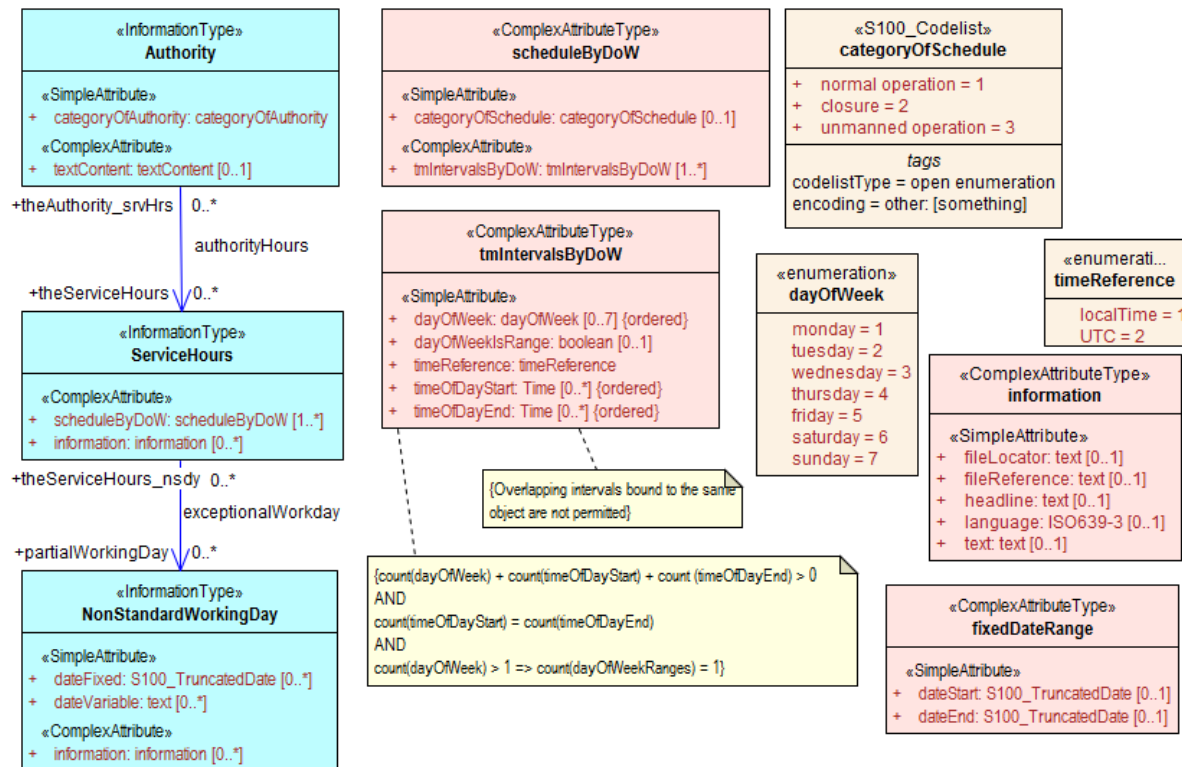 «InformationType»
Authority
«SimpleAttribute»
+ categoryOfAuthority: categoryOfAuthority
«ComplexAttribute»
+ textContent: textContent [0..1]
+theAuthority_srvHrs 0..*
authorityHours
+theServiceHours 0..*
«InformationType»
ServiceHours
«ComplexAttribute»
+ scheduleByDoW: scheduleByDoW [1..*]
+ information: information [0..*]
+theServiceHours_nsdy 0..*
exceptionalWorkday
+partialWorkingDay 0..*
«InformationType»
NonStandardWorkingDay
«SimpleAttribute»
+ dateFixed: S100_TruncatedDate [0..*]
+ dateVariable: text [0..*]
«ComplexAttribute»
+ information: information [0..*]
«ComplexAttributeType»
scheduleByDoW
«SimpleAttribute»
+ categoryOfSchedule: categoryOfSchedule [0..1]
«ComplexAttribute»
+ tmIntervalsByDoW: tmIntervalsByDoW [1..*]
«ComplexAttributeType»
tmIntervalsByDoW
«SimpleAttribute»
+ dayOfWeek: dayOfWeek [0..7] {ordered}
+ dayOfWeekIsRange: boolean [0..1]
+ timeReference: timeReference
+ timeOfDayStart: Time [0..*] {ordered}
+ timeOfDayEnd: Time [0..*] {ordered}
{Overlapping intervals bound to the same
object are not permitted}
{count(dayOfWeek) + count(timeOfDayStart) + count (timeOfDayEnd) > 0
AND
count(timeOfDayStart) = count(timeOfDayEnd)
AND
count(dayOfWeek) > 1 => count(dayOfWeekRanges) = 1}
«S100_Codelist»
categoryOfSchedule
+ normal operation = 1
+ closure = 2
+ unmanned operation = 3
tags
codelistType = open enumeration
encoding = other: [something]
«enumeration»
dayOfWeek
monday = 1
tuesday = 2
wednesday = 3
thursday = 4
friday = 5
saturday = 6
sunday = 7
«enumerati...
timeReference
localTime = 1
UTC = 2
«ComplexAttributeType»
information
«SimpleAttribute»
+ fileLocator: text [0..1]
+ fileReference: text [0..1]
+ headline: text [0..1]
+ language: ISO639-3 [0..1]
+ text: text [0..1]
«ComplexAttributeType»
fixedDateRange
«SimpleAttribute»
+ dateStart: S100_TruncatedDate [0..1]
+ dateEnd: S100_TruncatedDate [0..1]